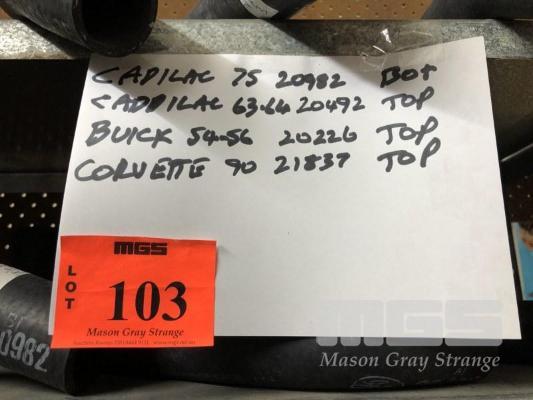 CADILAC 75 20982 BOT
CADDILAC 63-64 20492 TOP
BUICK 54-56 20226 TOP
CORVETTE 90 21837 TOP
MGS
LOT
103
Mason Gray Strange
20982
MGS
Mason Gray Strange